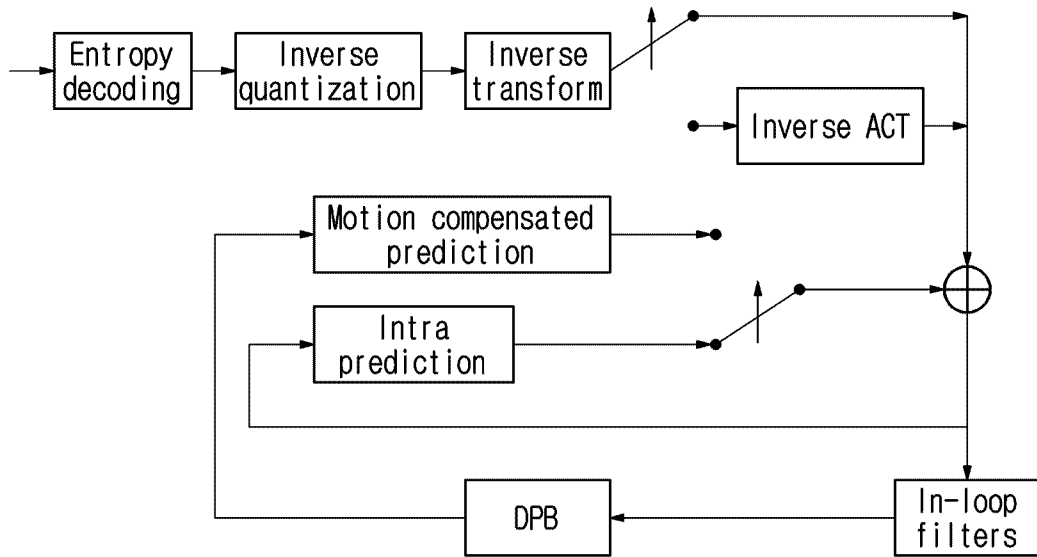 Entropy
decoding
Inverse
quantization
Inverse
transform
Inverse ACT
Motion compensated
prediction
Intra
prediction
DPB
In-loop
filters